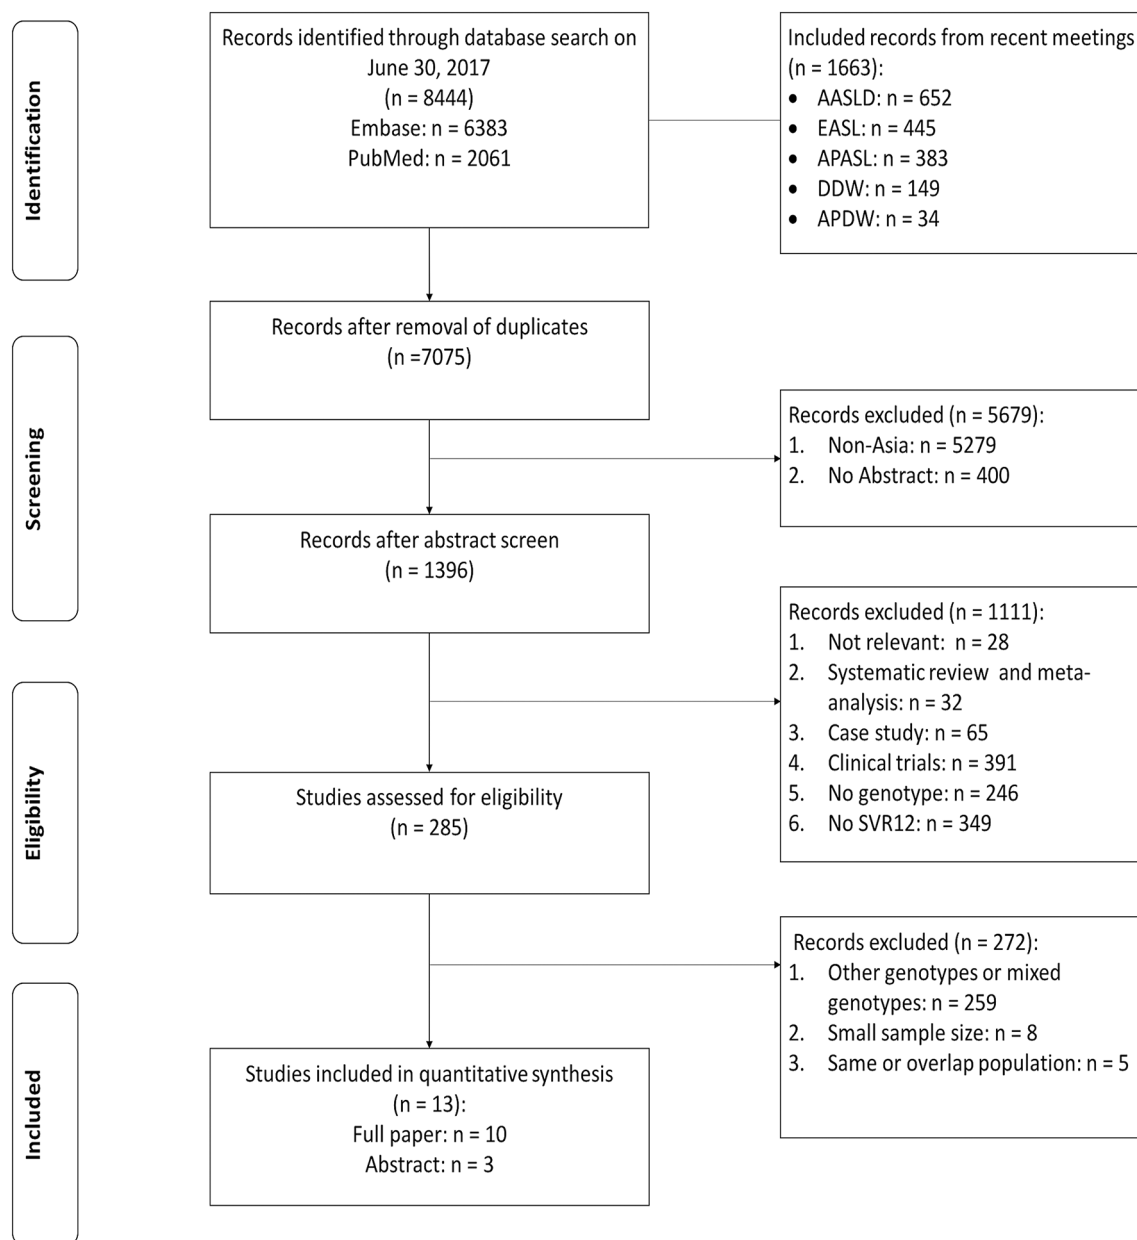 Identification
Records identified through database search on
June 30, 2017
(n = 8444)
Embase: n = 6383
PubMed: n = 2061
Included records from recent meetings
(n = 1663):
• AASLD: n = 652
• EASL: n = 445
• APASL: n = 383
• DDW: n = 149
• APDW: n = 34
Screening
Records after removal of duplicates
(n =7075)
Records excluded (n = 5679):
1. Non-Asia: n = 5279
2. No Abstract: n = 400
Records after abstract screen
(n = 1396)
Records excluded (n = 1111):
1. Not relevant: n = 28
2. Systematic review and meta-
analysis: n = 32
3. Case study: n = 65
4. Clinical trials: n = 391
5. No genotype: n = 246
6. No SVR12: n = 349
Eligibility
Studies assessed for eligibility
(n = 285)
Records excluded (n = 272):
1. Other genotypes or mixed
genotypes: n = 259
2. Small sample size: n = 8
3. Same or overlap population: n = 5
Included
Studies included in quantitative synthesis
(n = 13):
Full paper: n = 10
Abstract: n = 3